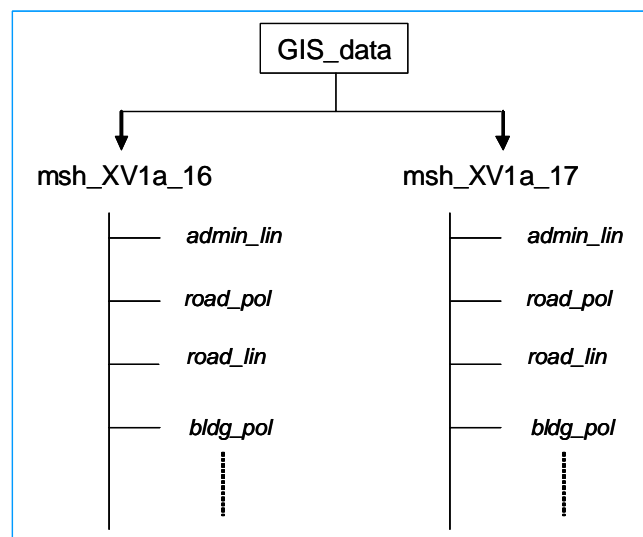 GIS_data
msh_XV1a_16
admin_lin
road_pol
road_lin
bldg_pol
msh_XV1a_17
admin_lin
road_pol
road_lin
bldg_pol